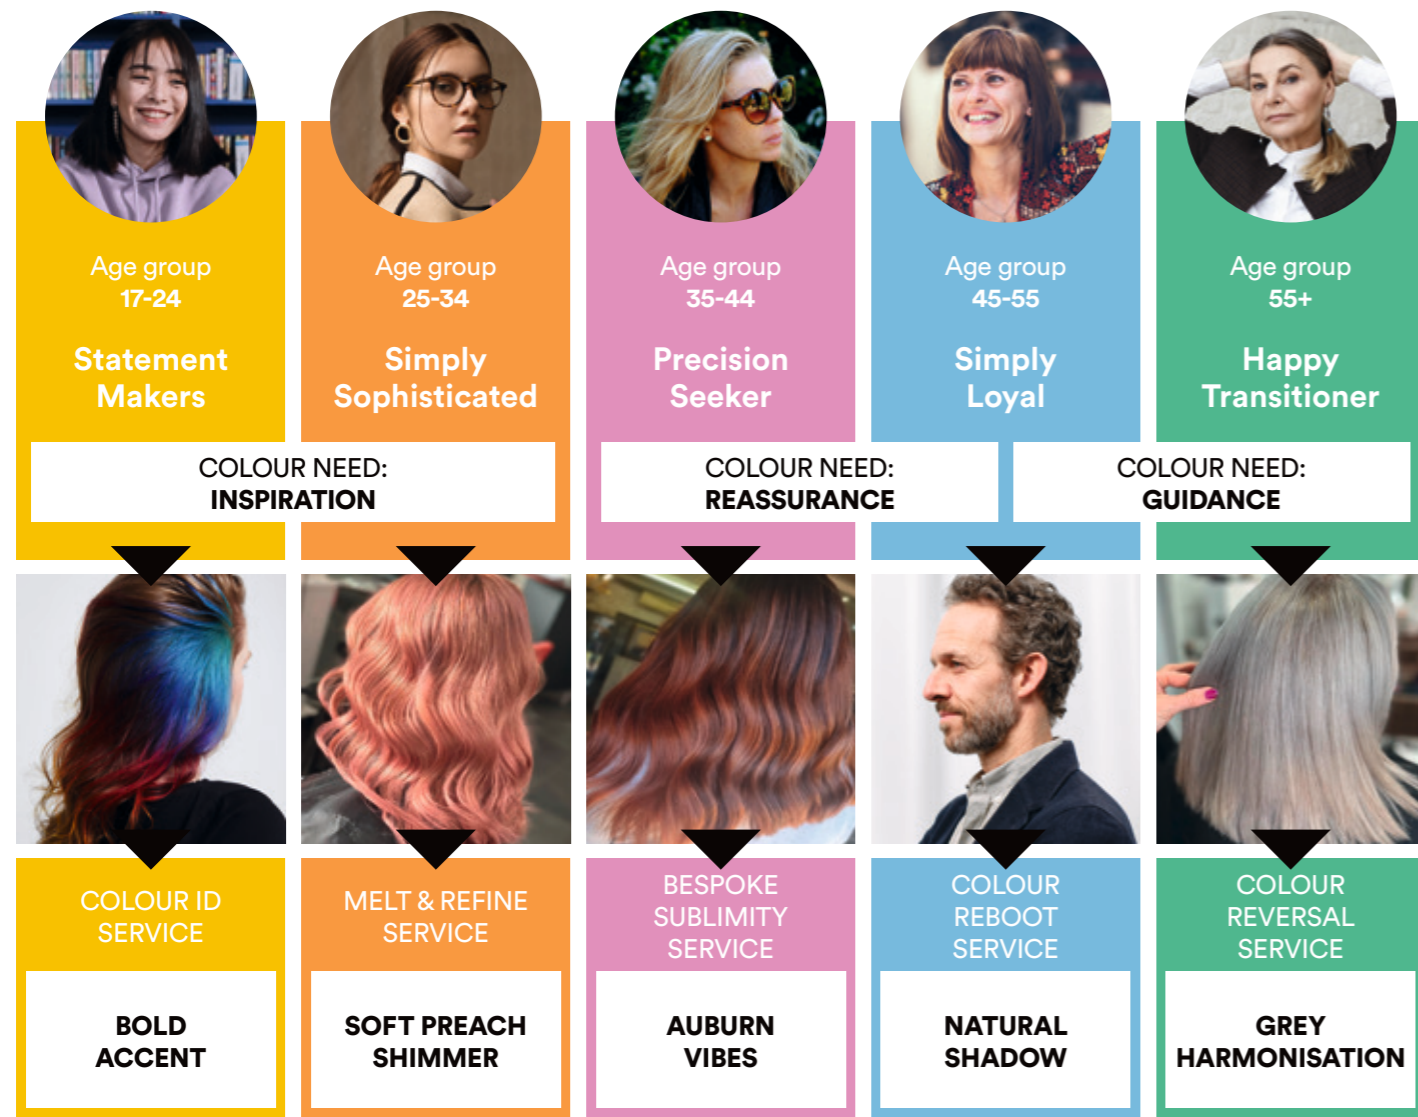 Age group
17-24
Statement
Makers
Age group
25-34
Simply
Sophisticated
Age group
35-44
Precision
Seeker
Age group
45-55
Simply
Loyal
Age group
55+
Happy
Transitioner
COLOUR NEED:
INSPIRATION
COLOUR NEED:
REASSURANCE
COLOUR NEED:
GUIDANCE
COLOUR ID
SERVICE
BOLD
ACCENT
MELT & REFINE
SERVICE
SOFT PREACH
SHIMMER
BESPOKE
SUBLIMITY
SERVICE
AUBURN
VIBES
COLOUR
REBOOT
SERVICE
NATURAL
SHADOW
COLOUR
REVERSAL
SERVICE
GREY
HARMONISATION